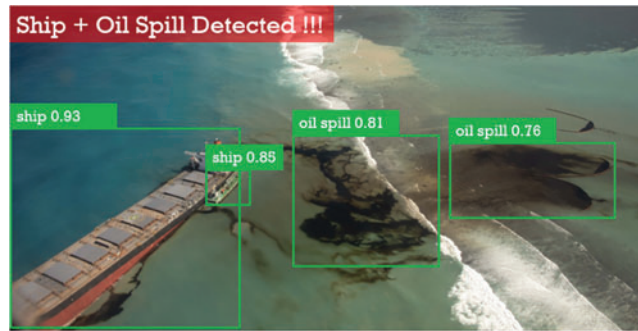 Ship + Oil Spill Detected !!!
ship 0.93
ship 0.85
oil spill 0.81
oil spill 0.76